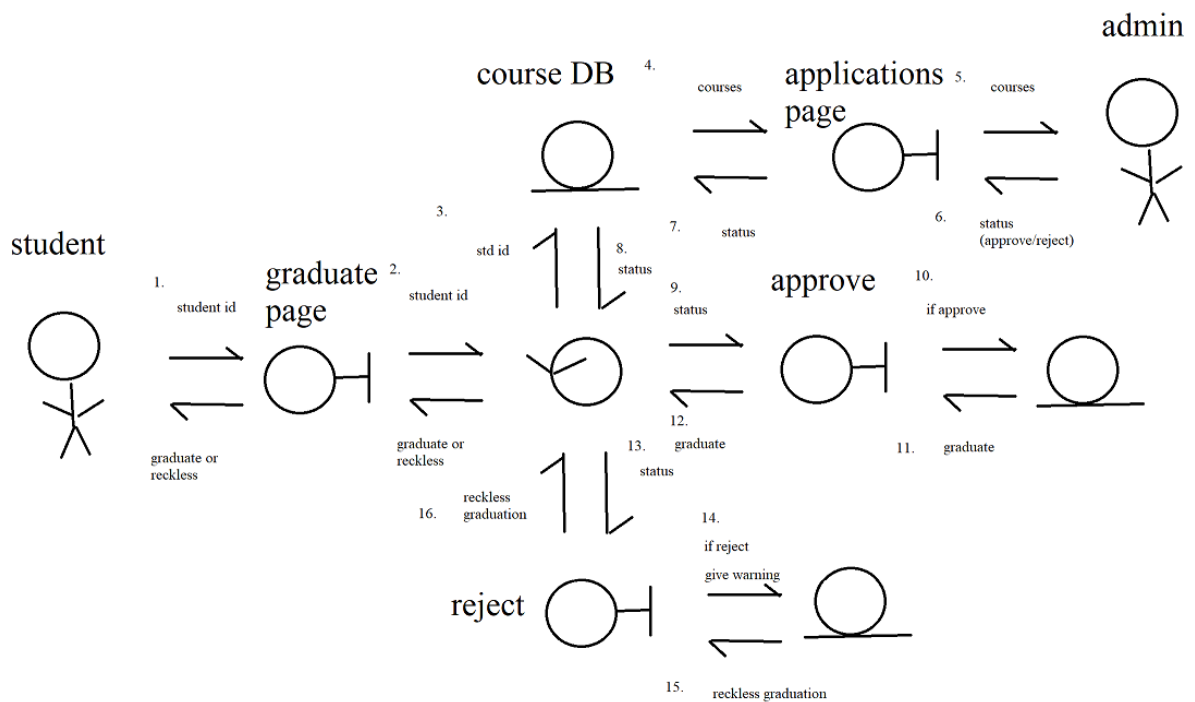 admin
course DB
4.
courses
applications
page
5.
courses
3.
std id
7.
status
8.
status
6.
status
(approve/reject)
student
1.
student id
graduate
page
2.
student id
9.
status
approve
10.
if approve
graduate or
reckless
graduate or
reckless
12.
graduate
11.
graduate
13.
status
16.
reckless
graduation
14.
if reject
give warning
reject
15.
reckless graduation